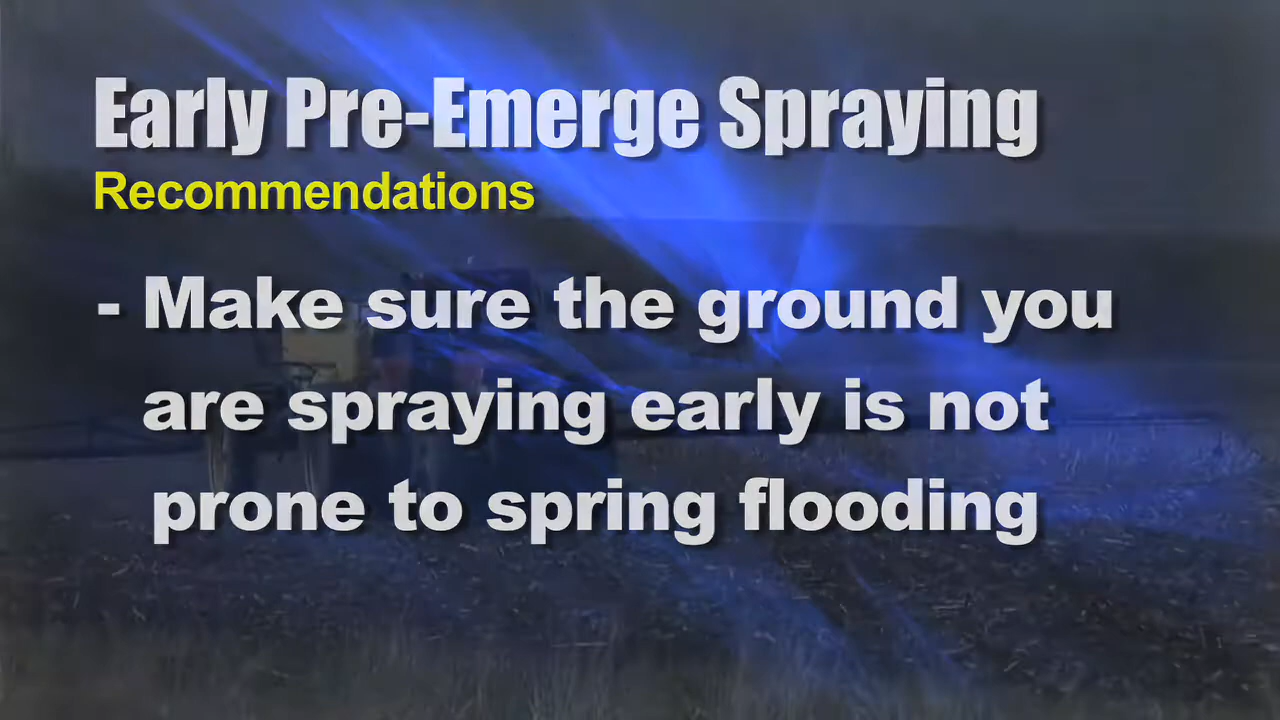 Early Pre-Emerge Spraying
Recommendations
- Make sure the ground you
are spraying early is not
prone to spring flooding